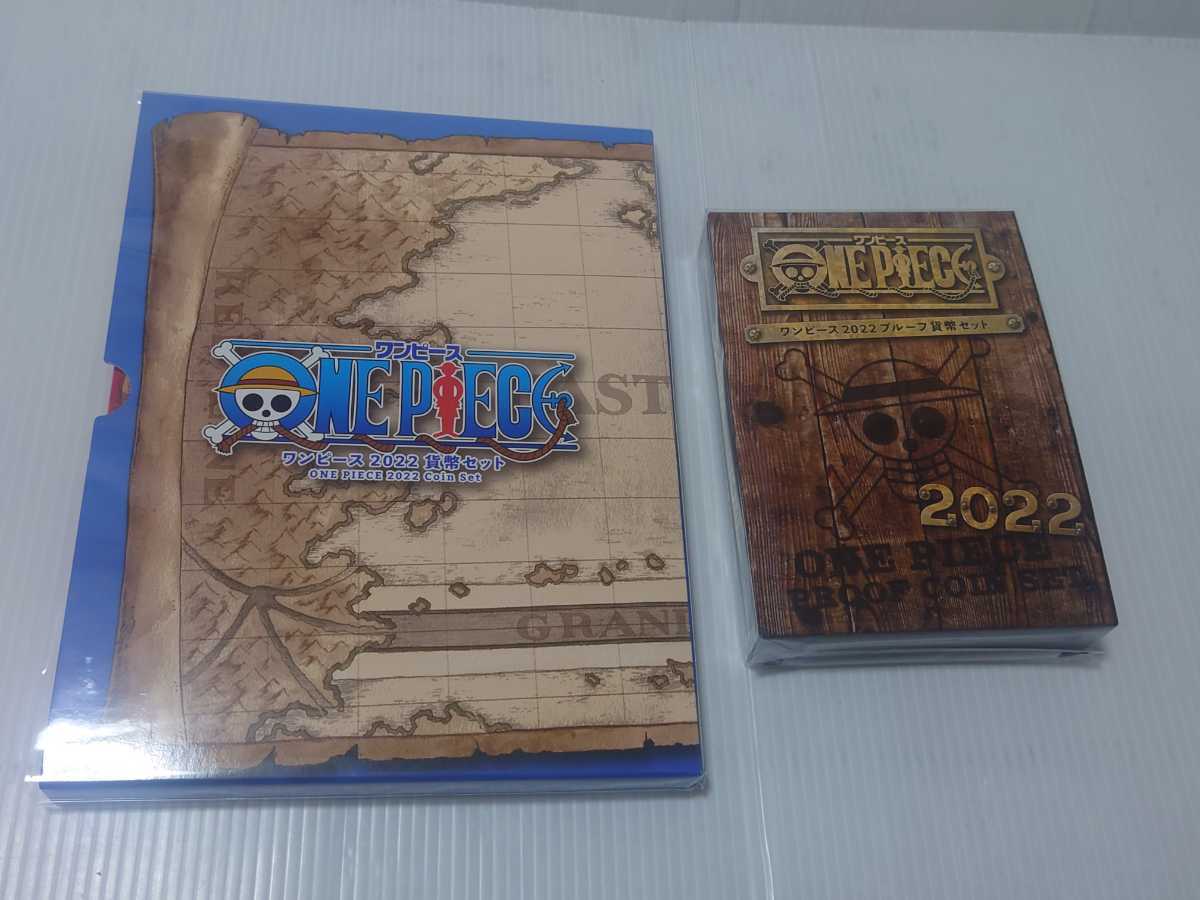 ワンピース
ONE PIECE
ワンピース 2022 貨幣セット
ONE PIECE 2022 Coin Set
AST
GRAN
ワンピース
ONE PIECE
ワンピース 2022 プルーフ貨幣セット
2022
ONE PIECE
PROOF COIN SET